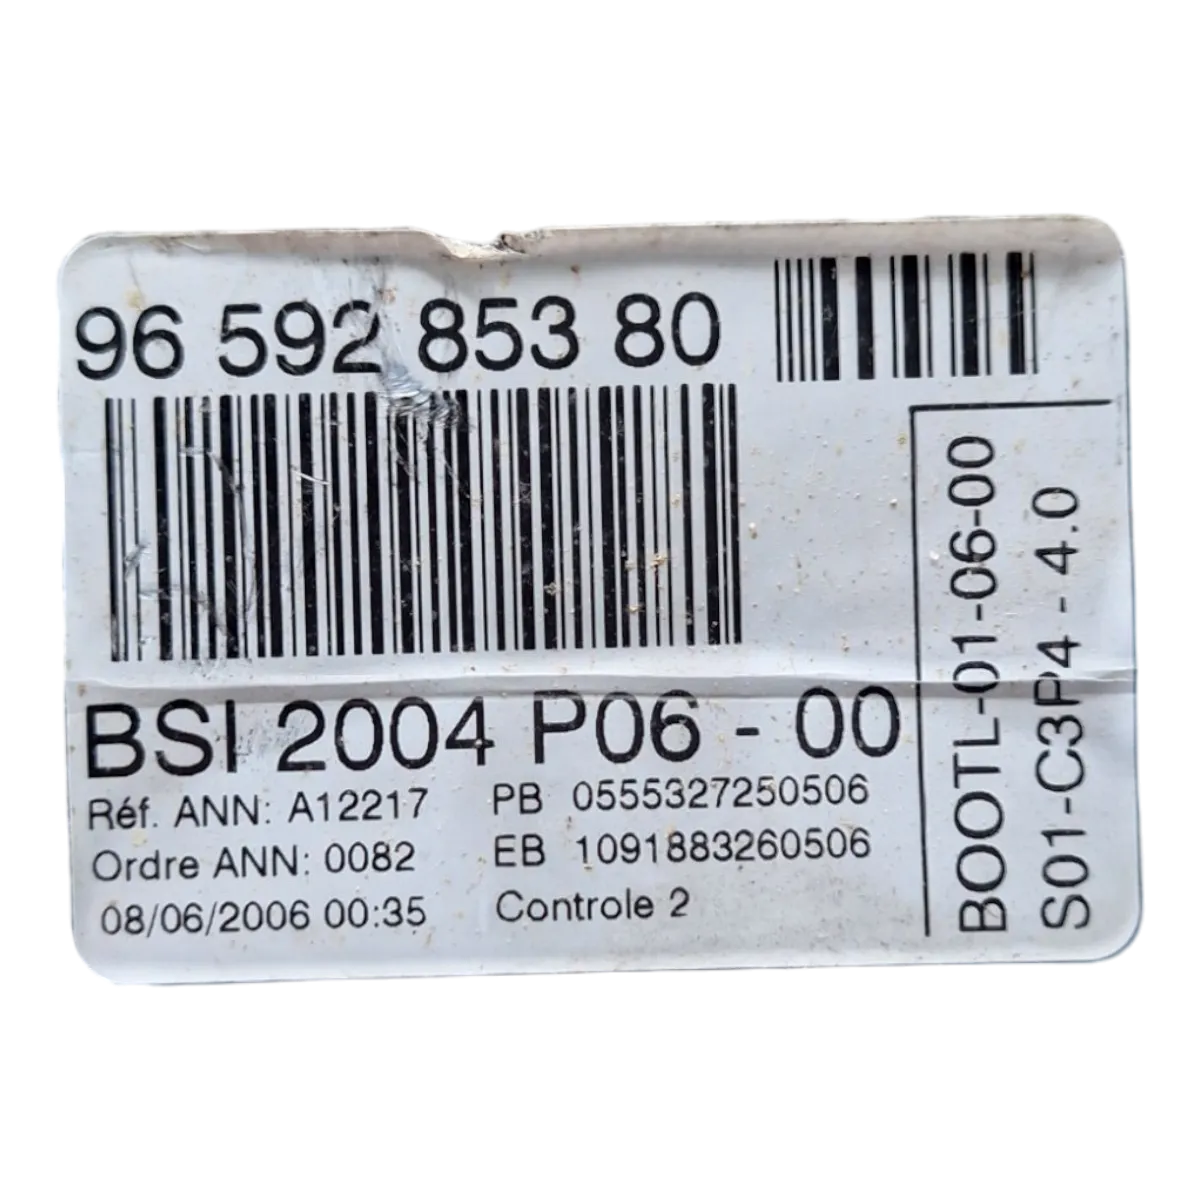 96 592 853 80
BSI 2004 P06 - 00
Réf. ANN: A12217
Ordre ANN: 0082
08/06/2006 00:35
PB 0555327250506
EB 1091883260506
Controle 2
BOOTL-01-06-00
S01-C3P4 - 4.0